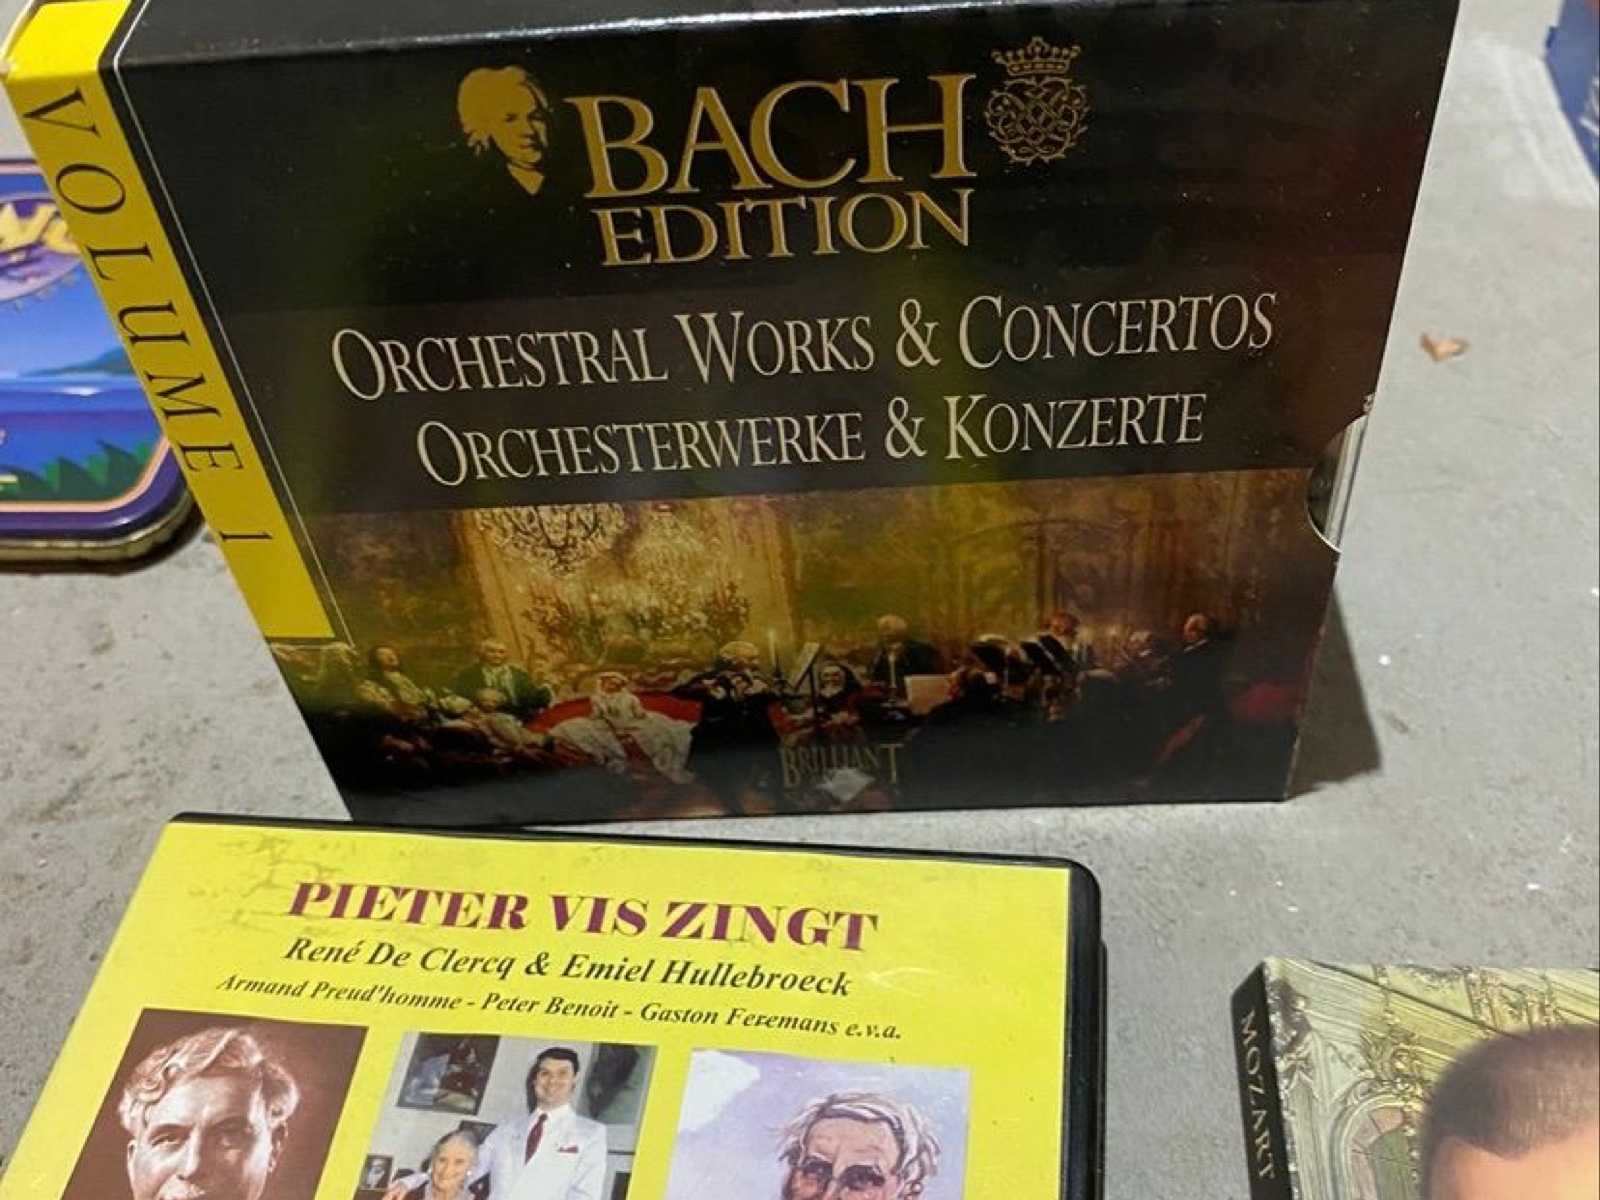 VOLUME 1
BACH
EDITION
ORCHESTRAL WORKS & CONCERTOS
ORCHESTERWERKE & KONZERTE
BRILLIANT
PIETER VIS ZINGT
René De Clercq & Emiel Hullebroeck
Armand Preud'homme - Peter Benoit - Gaston Feremans e.v.a.
MOZART